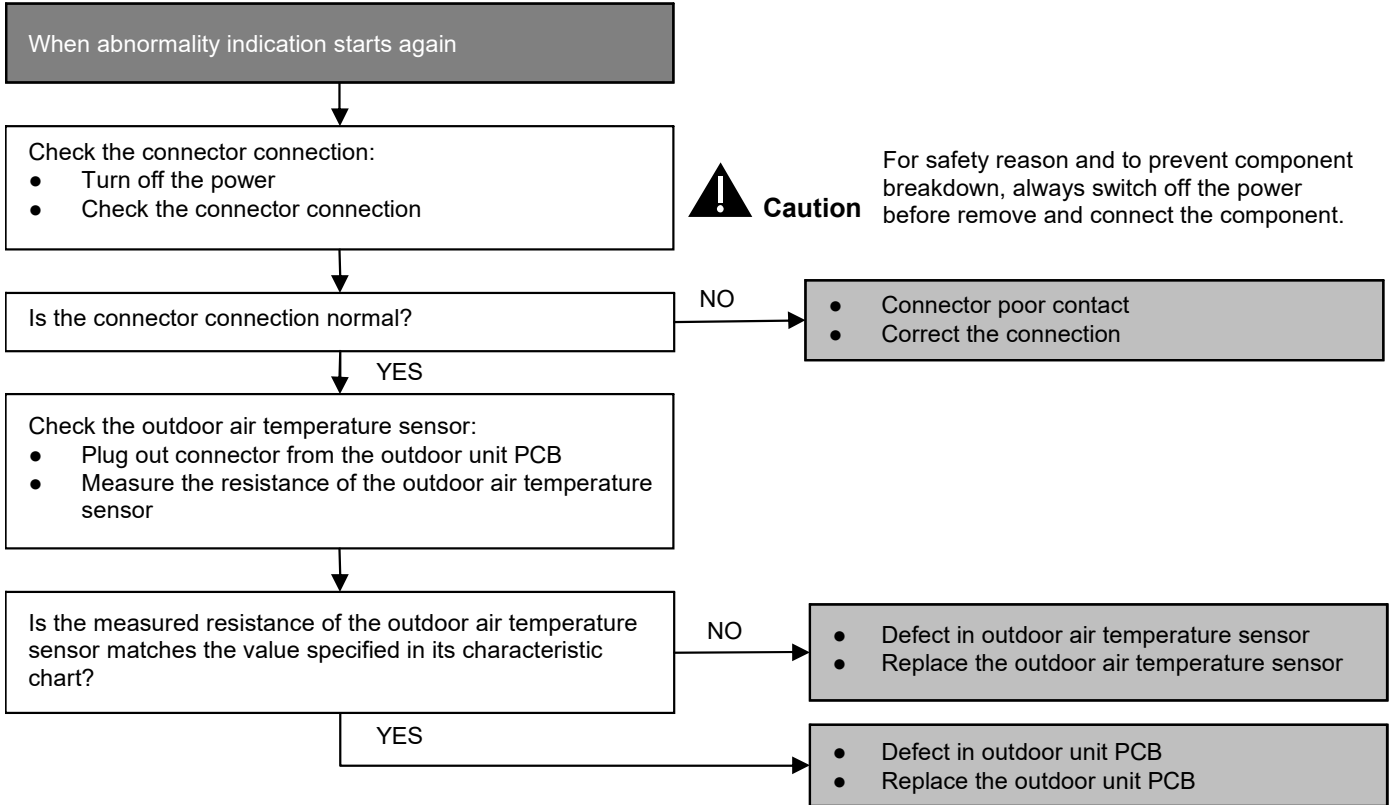 When abnormality indication starts again
Check the connector connection:
● Turn off the power
● Check the connector connection
Caution
For safety reason and to prevent component
breakdown, always switch off the power
before remove and connect the component.
Is the connector connection normal?
NO
● Connector poor contact
● Correct the connection
YES
Check the outdoor air temperature sensor:
● Plug out connector from the outdoor unit PCB
● Measure the resistance of the outdoor air temperature
sensor
Is the measured resistance of the outdoor air temperature
sensor matches the value specified in its characteristic
chart?
NO
● Defect in outdoor air temperature sensor
● Replace the outdoor air temperature sensor
YES
● Defect in outdoor unit PCB
● Replace the outdoor unit PCB